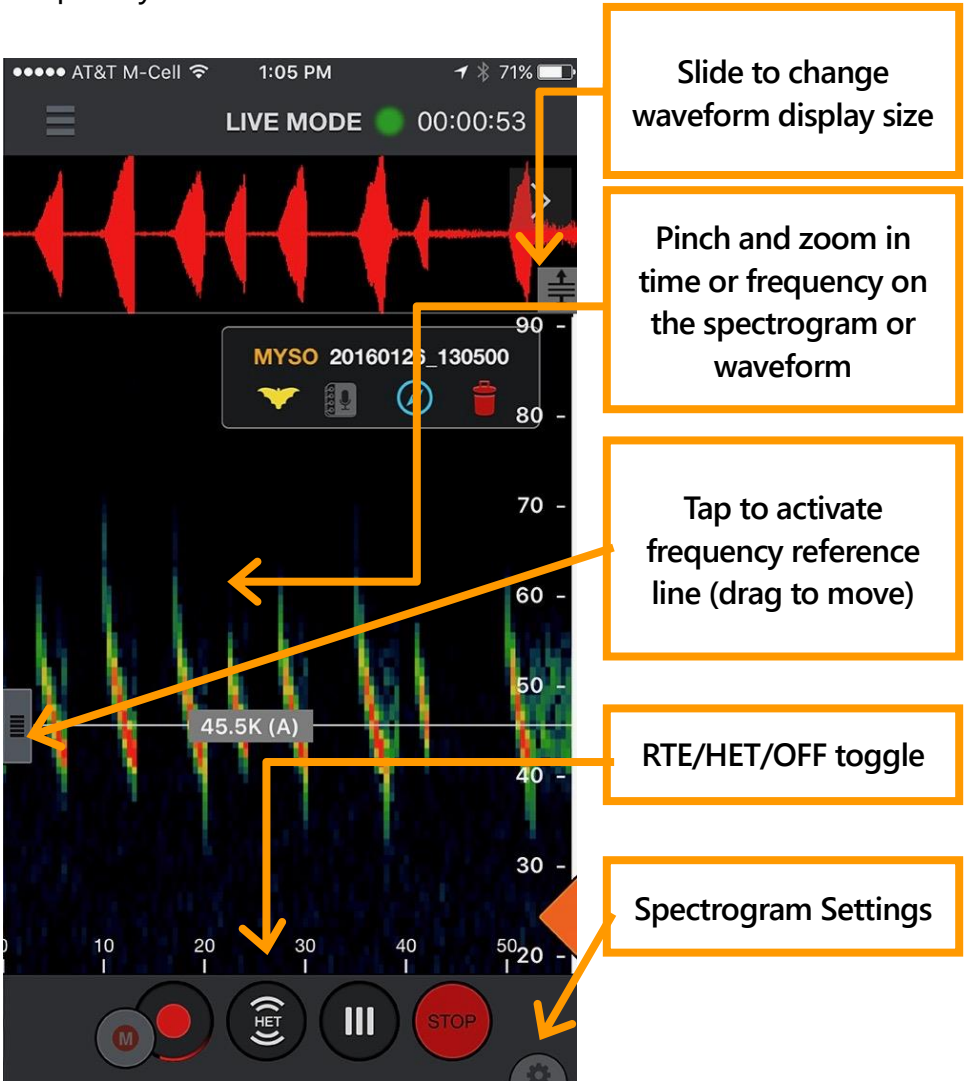 AT&T M-Cell 1:05 PM 71%
LIVE MODE 00:00:53
MYSO 20160126_130500
90
80
70
60
50
45.5K (A)
40
30
20
10 20 30 40 50
M
HET
STOP
Slide to change
waveform display size
Pinch and zoom in
time or frequency on
the spectrogram or
waveform
Tap to activate
frequency reference
line (drag to move)
RTE/HET/OFF toggle
Spectrogram Settings